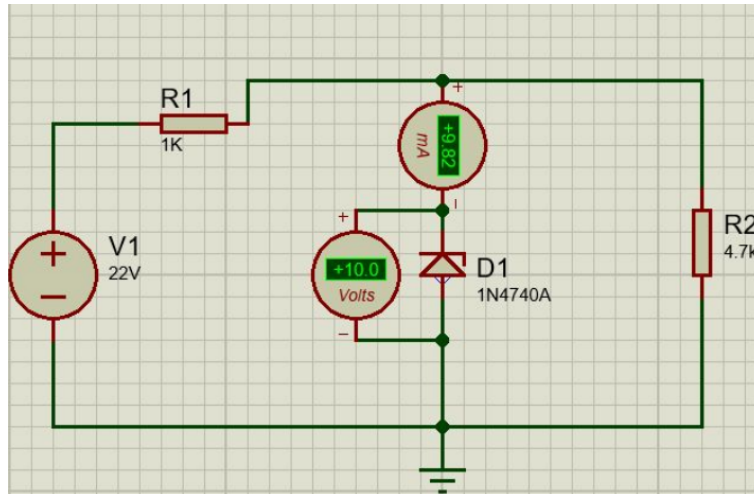 R1
1K
+
+9.82
mA
-
V1
22V
+
+10.0
Volts
-
D1
1N4740A
R2
4.7k